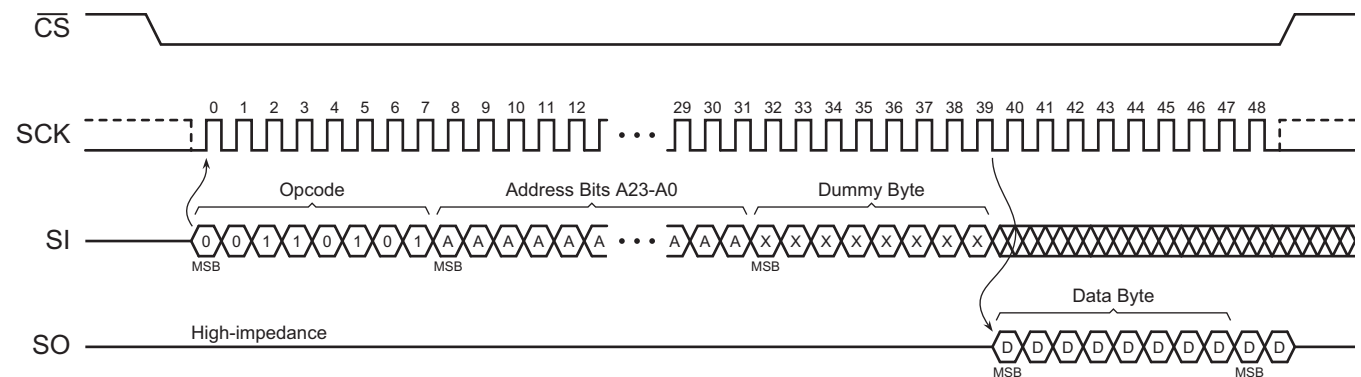 CS
0 1 2 3 4 5 6 7 8 9 10 11 12 29 30 31 32 33 34 35 36 37 38 39 40 41 42 43 44 45 46 47 48
SCK
Opcode Address Bits A23-A0 Dummy Byte
SI 0 0 1 1 0 1 0 1 A A A A A A A A A X X X X X X X X
MSB MSB MSB
Data Byte
High-impedance
SO D D D D D D D D D D
MSB MSB